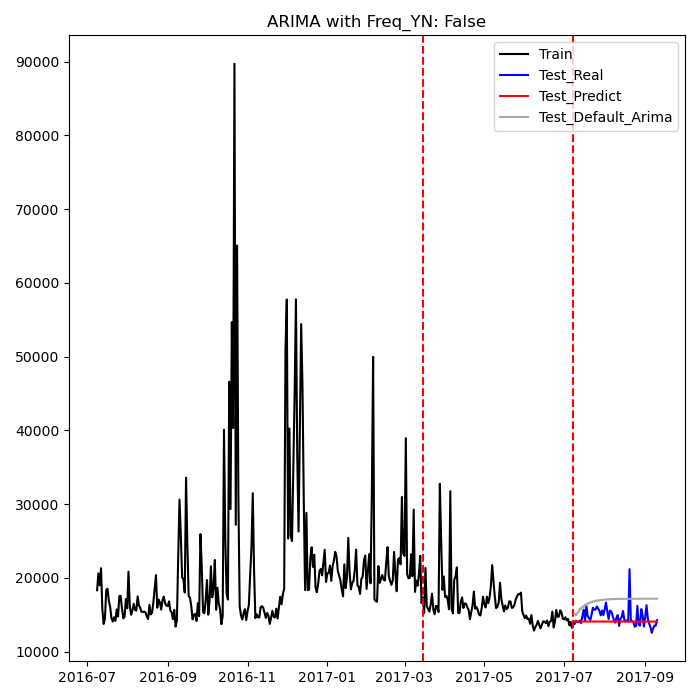 ARIMA with Freq_YN: False
Train
Test_Real
Test_Predict
Test_Default_Arima
90000
80000
70000
60000
50000
40000
30000
20000
10000
2016-07 2016-09 2016-11 2017-01 2017-03 2017-05 2017-07 2017-09